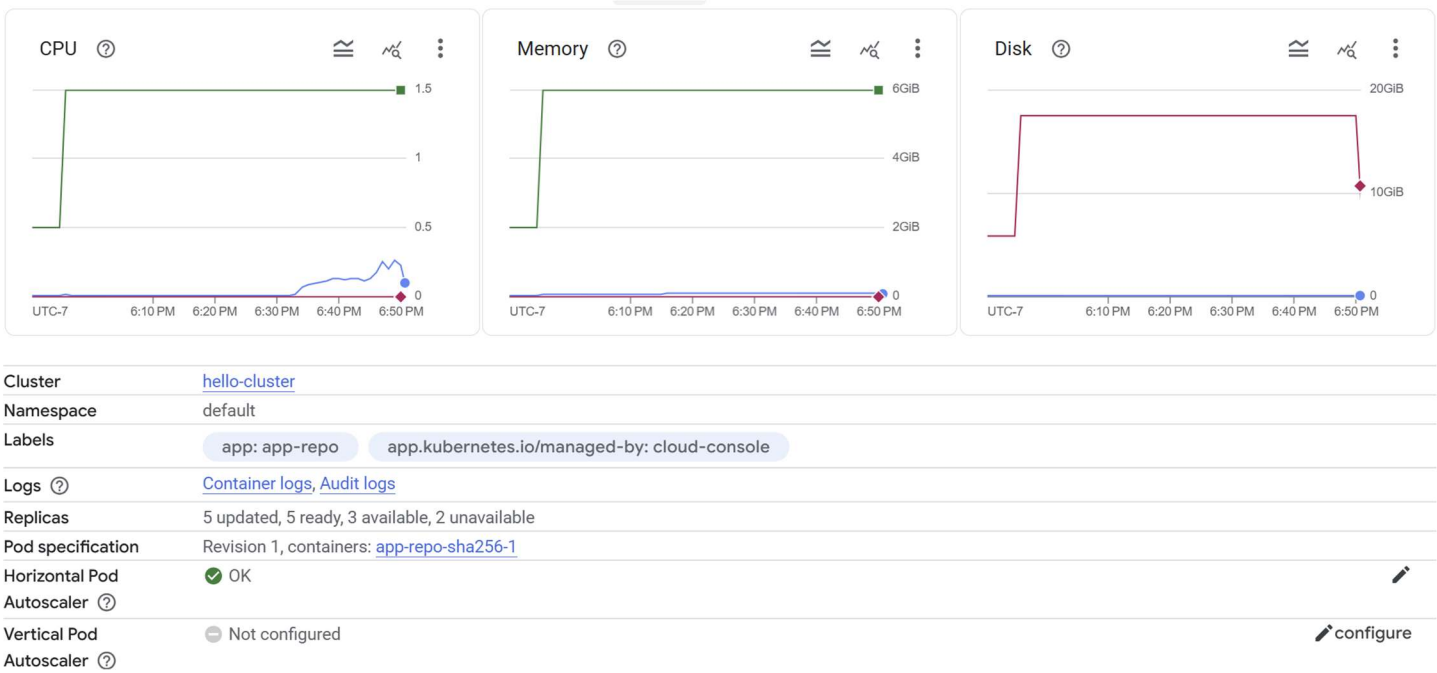 CPU
1.5
1
0.5
0
UTC-7 6:10 PM 6:20 PM 6:30 PM 6:40 PM 6:50 PM
Memory
6GiB
4GiB
2GiB
0
UTC-7 6:10 PM 6:20 PM 6:30 PM 6:40 PM 6:50 PM
Disk
20GiB
10GiB
0
UTC-7 6:10 PM 6:20 PM 6:30 PM 6:40 PM 6:50 PM
Cluster hello-cluster
Namespace default
Labels app: app-repo app.kubernetes.io/managed-by: cloud-console
Logs Container logs, Audit logs
Replicas 5 updated, 5 ready, 3 available, 2 unavailable
Pod specification Revision 1, containers: app-repo-sha256-1
Horizontal Pod OK
Autoscaler
Vertical Pod Not configured configure
Autoscaler